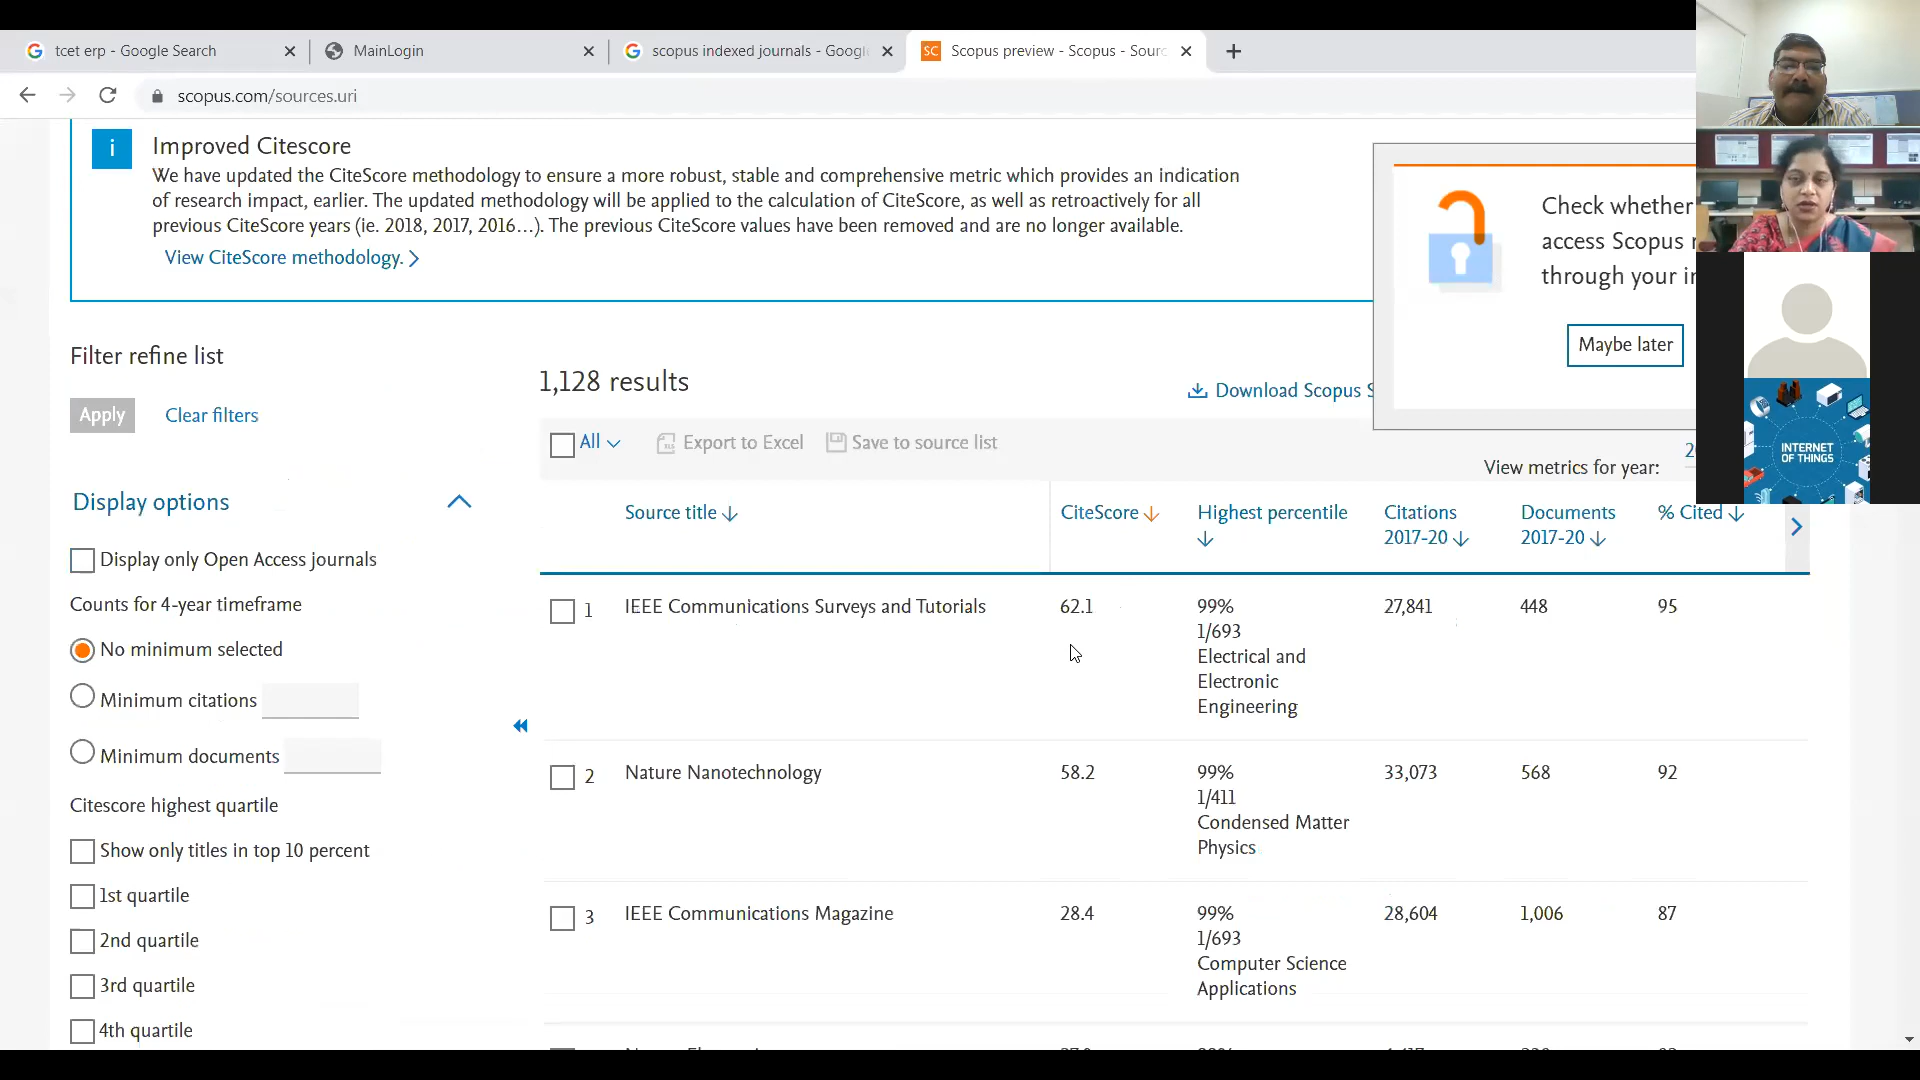 tcet erp - Google Search
MainLogin
scopus indexed journals - Google
SC Scopus preview - Scopus - Sourc
scopus.com/sources.uri
i Improved Citescore
We have updated the CiteScore methodology to ensure a more robust, stable and comprehensive metric which provides an indication
of research impact, earlier. The updated methodology will be applied to the calculation of CiteScore, as well as retroactively for all
previous CiteScore years (ie. 2018, 2017, 2016...). The previous CiteScore values have been removed and are no longer available.
View CiteScore methodology.
Check whether
access Scopus r
through your in
Maybe later
Filter refine list
Apply Clear filters
Display options
Display only Open Access journals
Counts for 4-year timeframe
No minimum selected
Minimum citations
Minimum documents
Citescore highest quartile
Show only titles in top 10 percent
1st quartile
2nd quartile
3rd quartile
4th quartile
1,128 results
Download Scopus S
All Export to Excel Save to source list
View metrics for year: 2
Source title CiteScore Highest percentile Citations Documents % Cited
2017-20 2017-20
1 IEEE Communications Surveys and Tutorials 62.1 99% 27,841 448 95
1/693
Electrical and
Electronic
Engineering
2 Nature Nanotechnology 58.2 99% 33,073 568 92
1/411
Condensed Matter
Physics
3 IEEE Communications Magazine 28.4 99% 28,604 1,006 87
1/693
Computer Science
Applications
INTERNET
OF THINGS